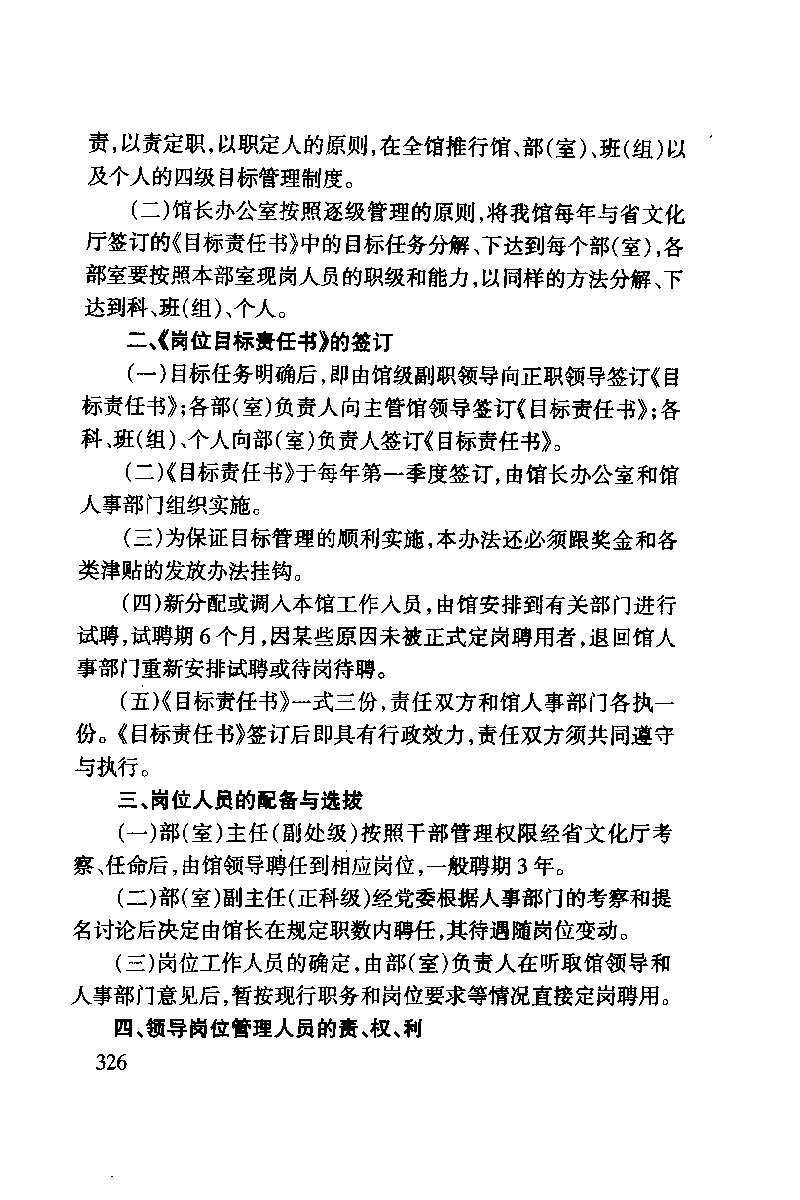 责,以责定职,以职定人的原则,在全馆推行馆、部(室)、班(组)以
及个人的四级目标管理制度。
(二)馆长办公室按照逐级管理的原则,将我馆每年与省文化
厅签订的《目标责任书》中的目标任务分解、下达到每个部(室),各
部室要按照本部室现岗人员的职级和能力,以同样的方法分解、下
达到科、班(组)、个人。
二、《岗位目标责任书》的签订
(一)目标任务明确后,即由馆级副职领导向正职领导签订《目
标责任书》;各部(室)负责人向主管馆领导签订《目标责任书》;各
科、班(组)、个人向部(室)负责人签订《目标责任书》。
(二)《目标责任书》于每年第一季度签订,由馆长办公室和馆
人事部门组织实施。
(三)为保证目标管理的顺利实施,本办法还必须跟奖金和各
类津贴的发放办法挂钩。
(四)新分配或调入本馆工作人员,由馆安排到有关部门进行
试聘,试聘期6个月,因某些原因未被正式定岗聘用者,退回馆人
事部门重新安排试聘或待岗待聘。
(五)《目标责任书》一式三份,责任双方和馆人事部门各执一
份。《目标责任书》签订后即具有行政效力,责任双方须共同遵守
与执行。
三、岗位人员的配备与选拔
(一)部(室)主任(副处级)按照干部管理权限经省文化厅考
察、任命后,由馆领导聘任到相应岗位,一般聘期3年。
(二)部(室)副主任(正科级)经党委根据人事部门的考察和提
名讨论后决定由馆长在规定职数内聘任,其待遇随岗位变动。
(三)岗位工作人员的确定,由部(室)负责人在听取馆领导和
人事部门意见后,暂按现行职务和岗位要求等情况直接定岗聘用。
四、领导岗位管理人员的责、权、利
326